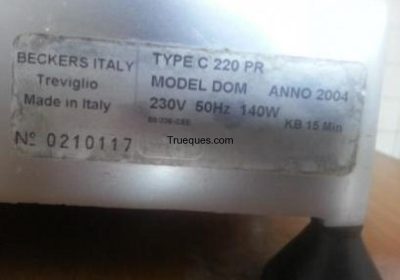 BECKERS ITALY
Treviglio
Made in Italy
TYPE C 220 PR
MODEL DOM ANNO 2004
230V 50Hz 140W
KB 15 Min
Nº 0210117
Trueques.com